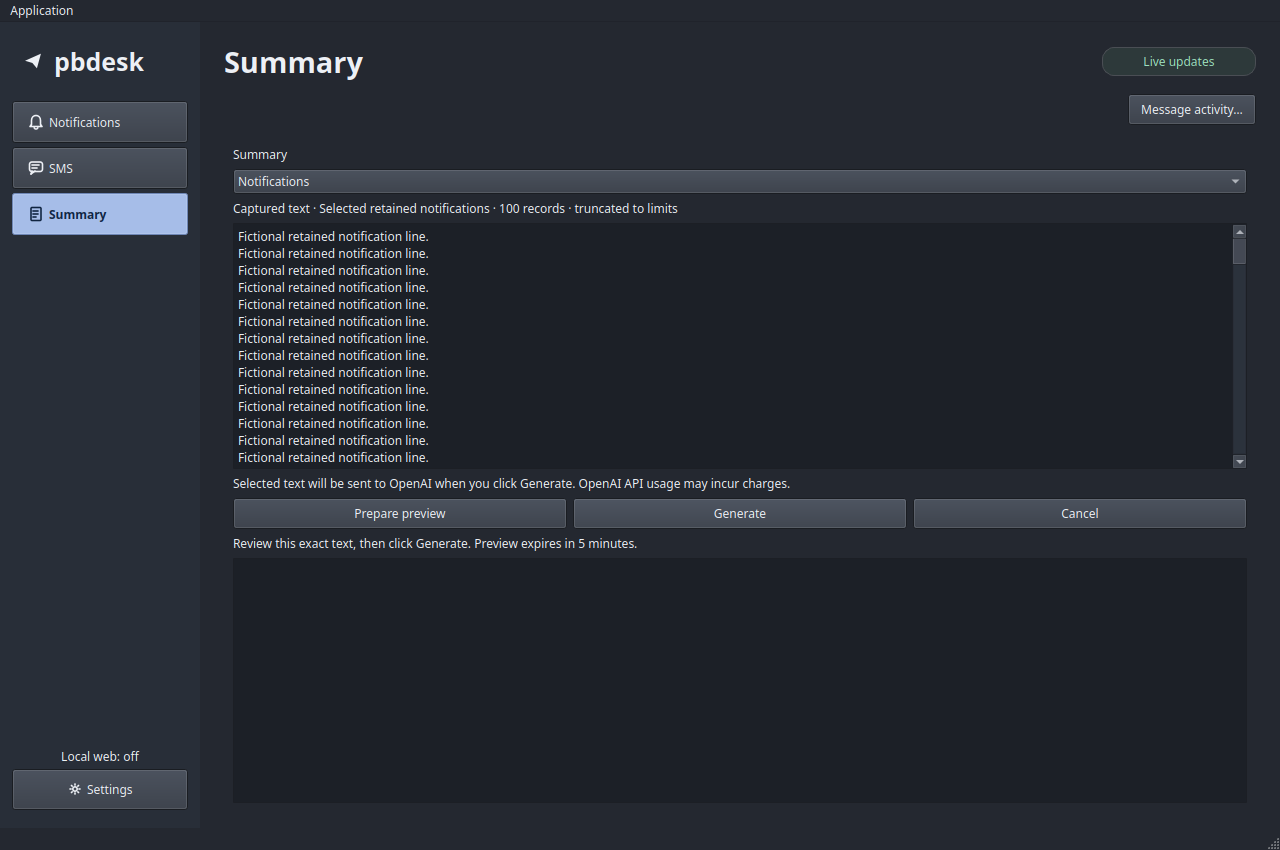 Application
pbdesk
Notifications
SMS
Summary
Local web: off
Settings
Summary
Live updates
Message activity...
Summary
Notifications
Captured text · Selected retained notifications · 100 records · truncated to limits
Fictional retained notification line.
Fictional retained notification line.
Fictional retained notification line.
Fictional retained notification line.
Fictional retained notification line.
Fictional retained notification line.
Fictional retained notification line.
Fictional retained notification line.
Fictional retained notification line.
Fictional retained notification line.
Fictional retained notification line.
Fictional retained notification line.
Fictional retained notification line.
Fictional retained notification line.
Selected text will be sent to OpenAI when you click Generate. OpenAI API usage may incur charges.
Prepare preview
Generate
Cancel
Review this exact text, then click Generate. Preview expires in 5 minutes.